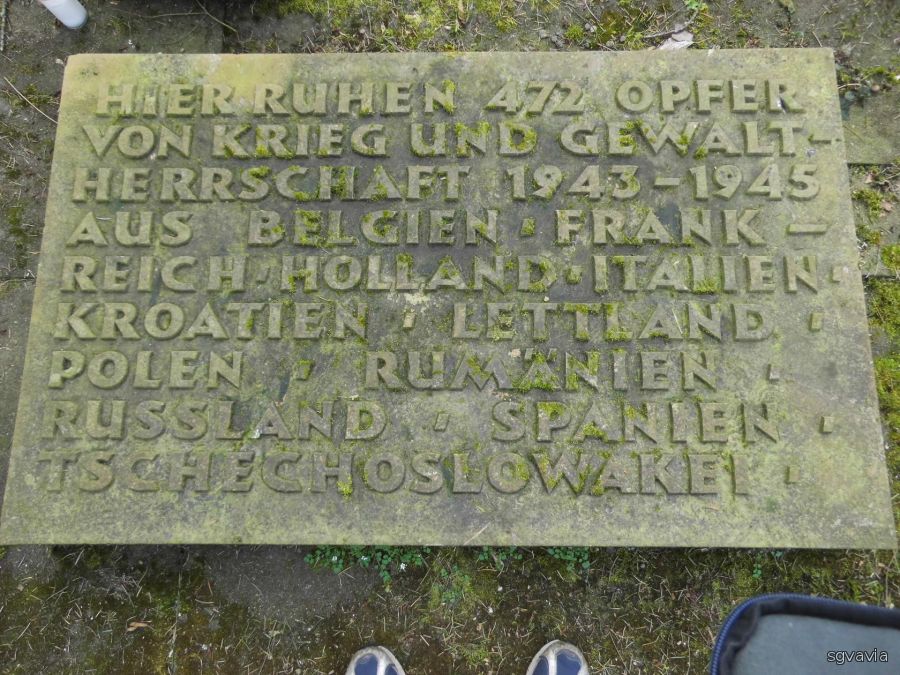 HIER RUHEN 472 OPFER
VON KRIEG UND GEWALT-
HERRSCHAFT 1943-1945
AUS BELGIEN · FRANK-
REICH · HOLLAND · ITALIEN ·
KROATIEN · LETTLAND ·
POLEN · RUMÄNIEN ·
RUSSLAND · SPANIEN ·
TSCHECHOSLOWAKEI ·
sgvavia